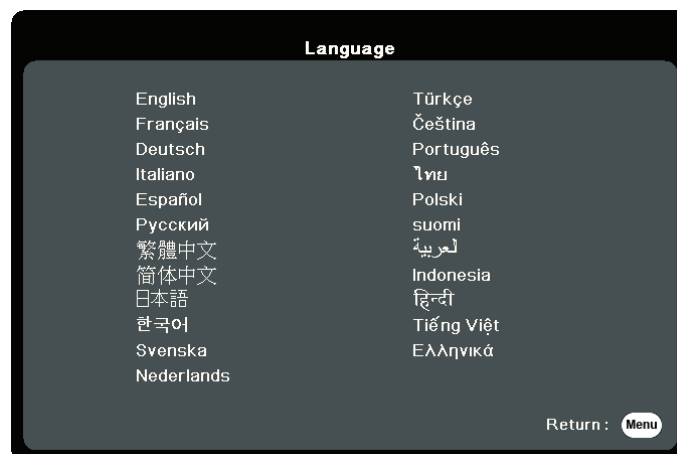 Language
English
Français
Deutsch
Italiano
Español
Русский
繁體中文
简体中文
日本語
한국어
Svenska
Nederlands
Türkçe
Čeština
Português
ไทย
Polski
suomi
لعربية
Indonesia
हिन्दी
Tiếng Việt
Ελληνικά
Return :
Menu